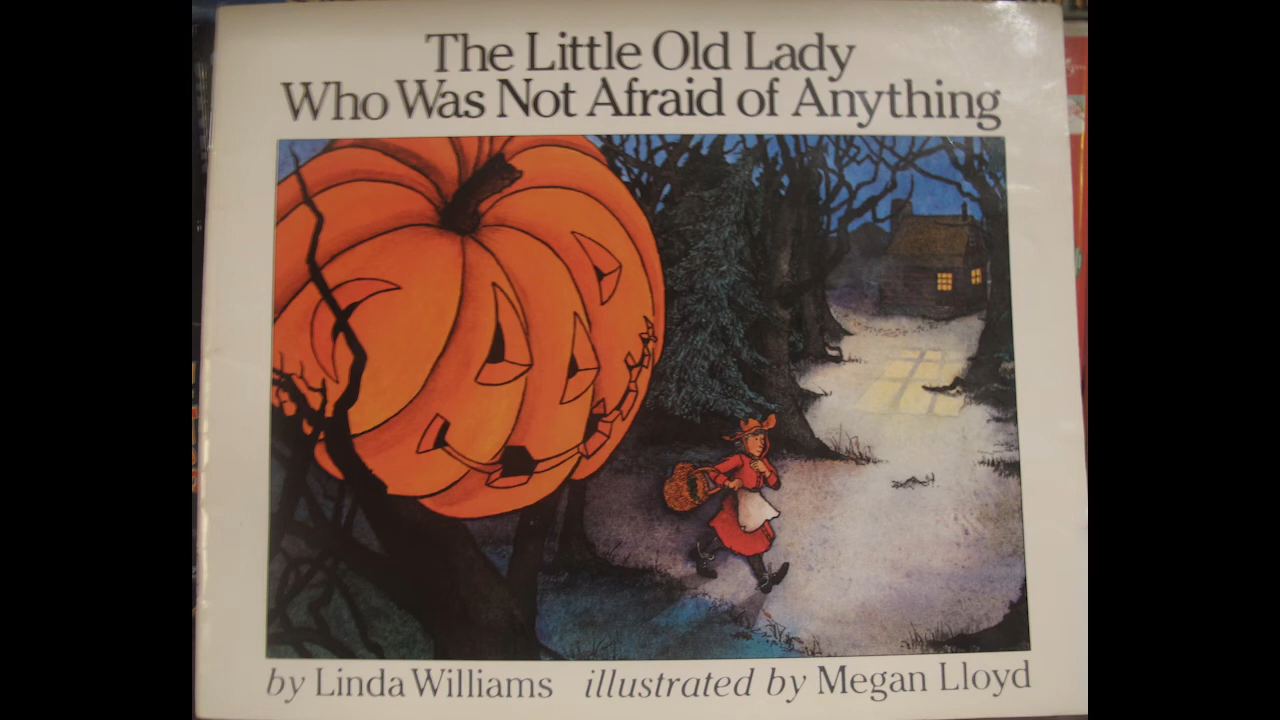 The Little Old Lady
Who Was Not Afraid of Anything
by Linda Williams illustrated by Megan Lloyd